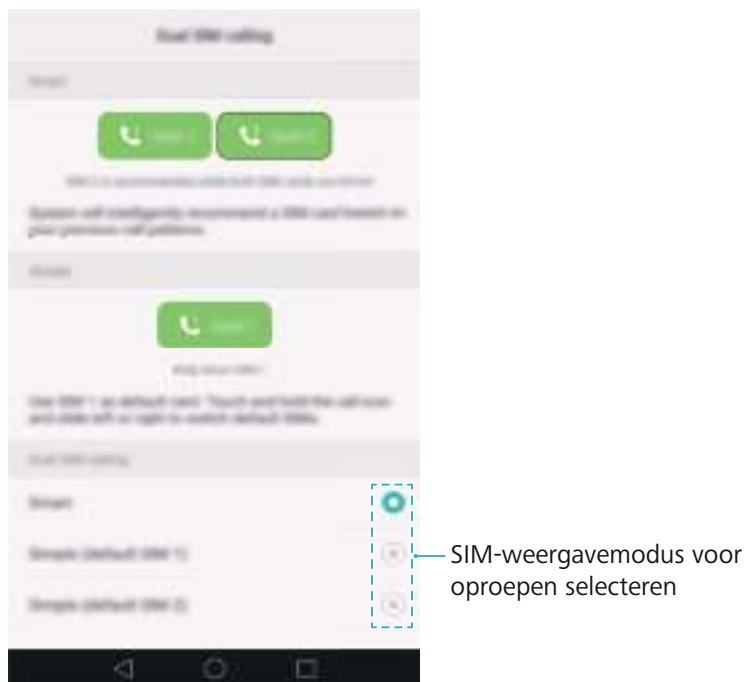 Dual SIM calling
Smart
System will intelligently recommend a SIM card based on
your previous call patterns.
Simple
Use SIM 1 as default card. Touch and hold the call icon
and slide left or right to switch default SIMs.
Dual SIM calling
Smart
Simple (default SIM 1)
Simple (default SIM 2)
SIM-weergavemodus voor
oproepen selecteren